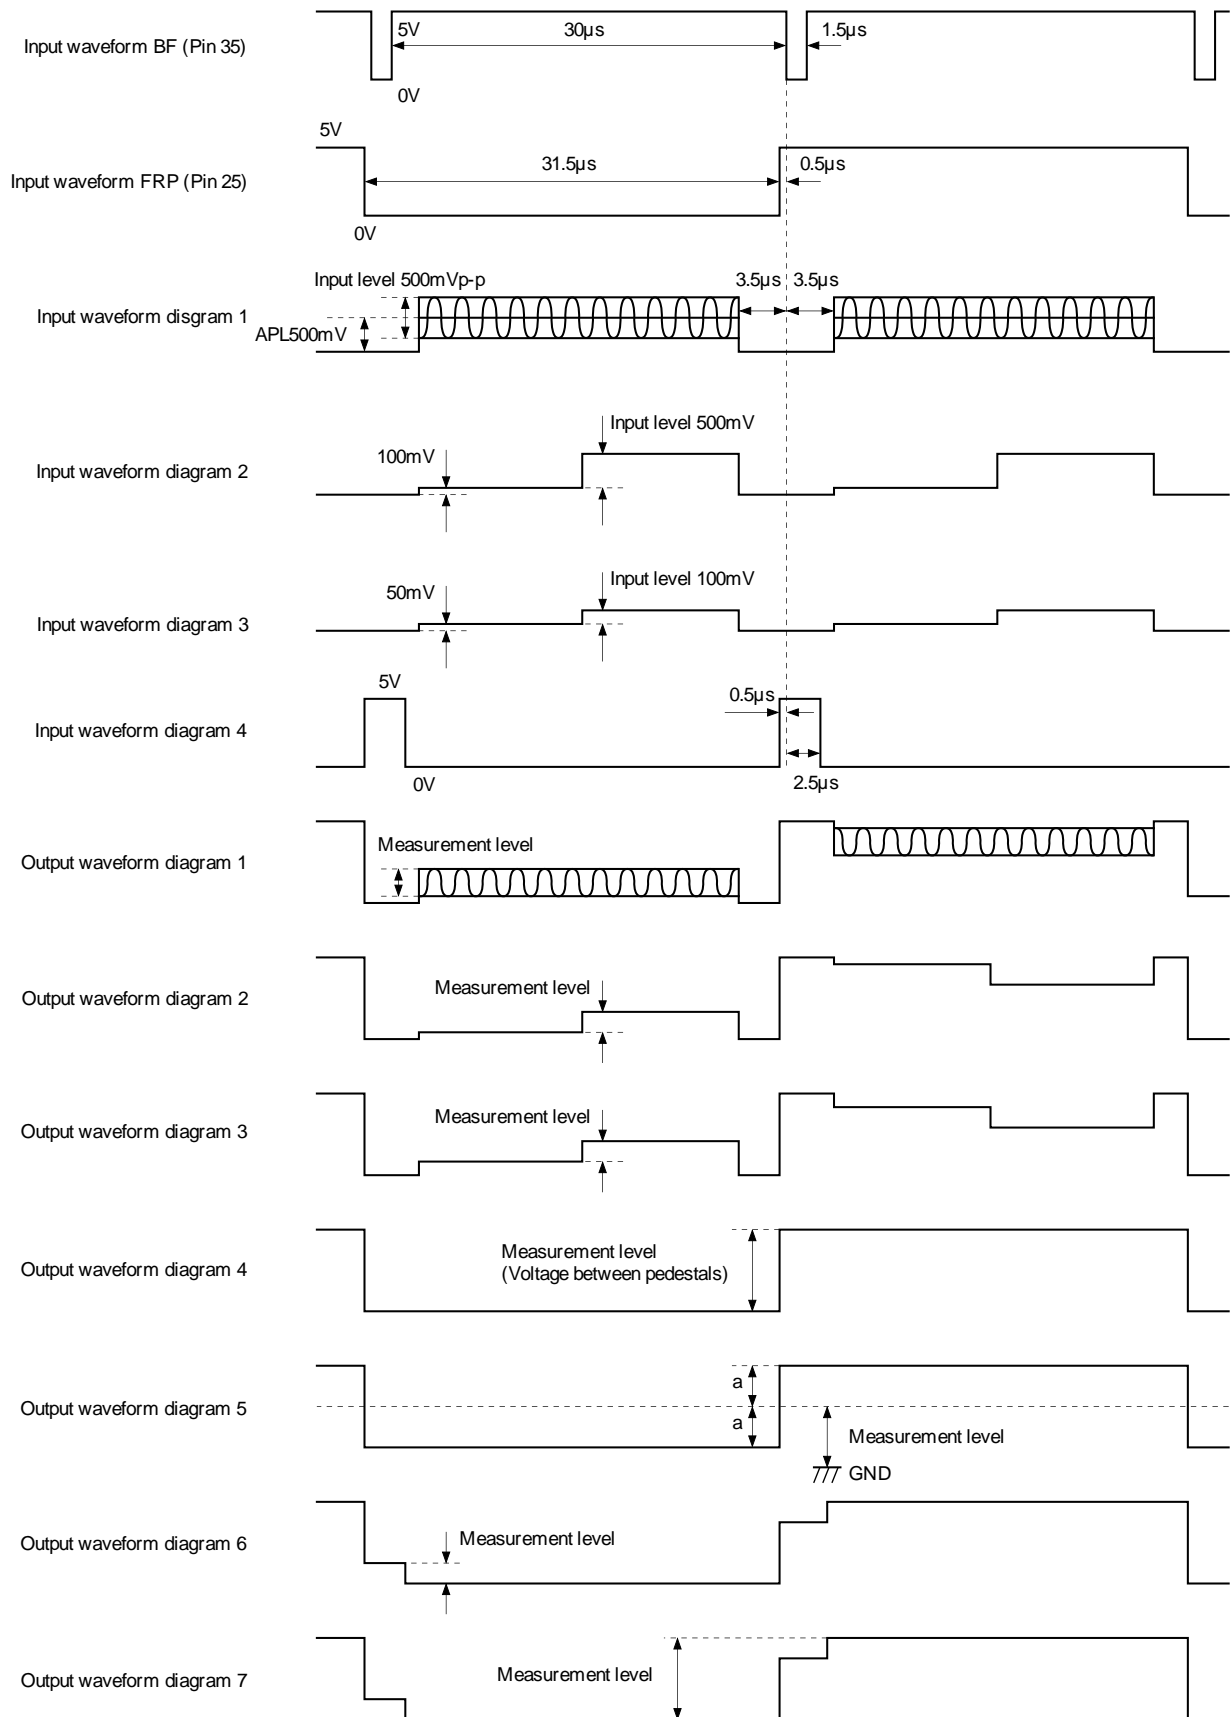 Input waveform BF (Pin 35)
5V
30µs
1.5µs
0V
5V
Input waveform FRP (Pin 25)
31.5µs
0.5µs
0V
Input level 500mVp-p
3.5µs
3.5µs
Input waveform disgram 1
APL500mV
Input level 500mV
100mV
Input waveform diagram 2
Input level 100mV
50mV
Input waveform diagram 3
5V
0.5µs
Input waveform diagram 4
0V
2.5µs
Measurement level
Output waveform diagram 1
Measurement level
Output waveform diagram 2
Measurement level
Output waveform diagram 3
Measurement level
(Voltage between pedestals)
Output waveform diagram 4
a
Output waveform diagram 5
a
Measurement level
GND
Measurement level
Output waveform diagram 6
Measurement level
Output waveform diagram 7